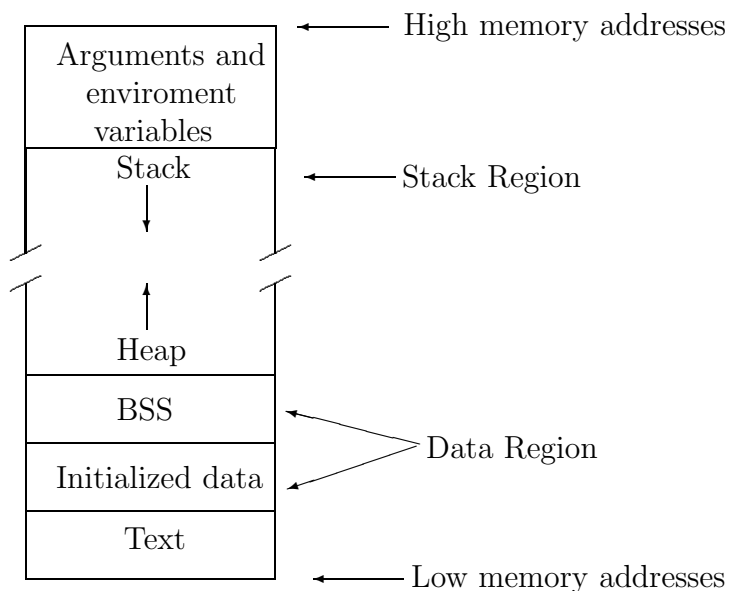 High memory addresses
Arguments and
enviroment
variables
Stack
Stack Region
Heap
BSS
Data Region
Initialized data
Text
Low memory addresses